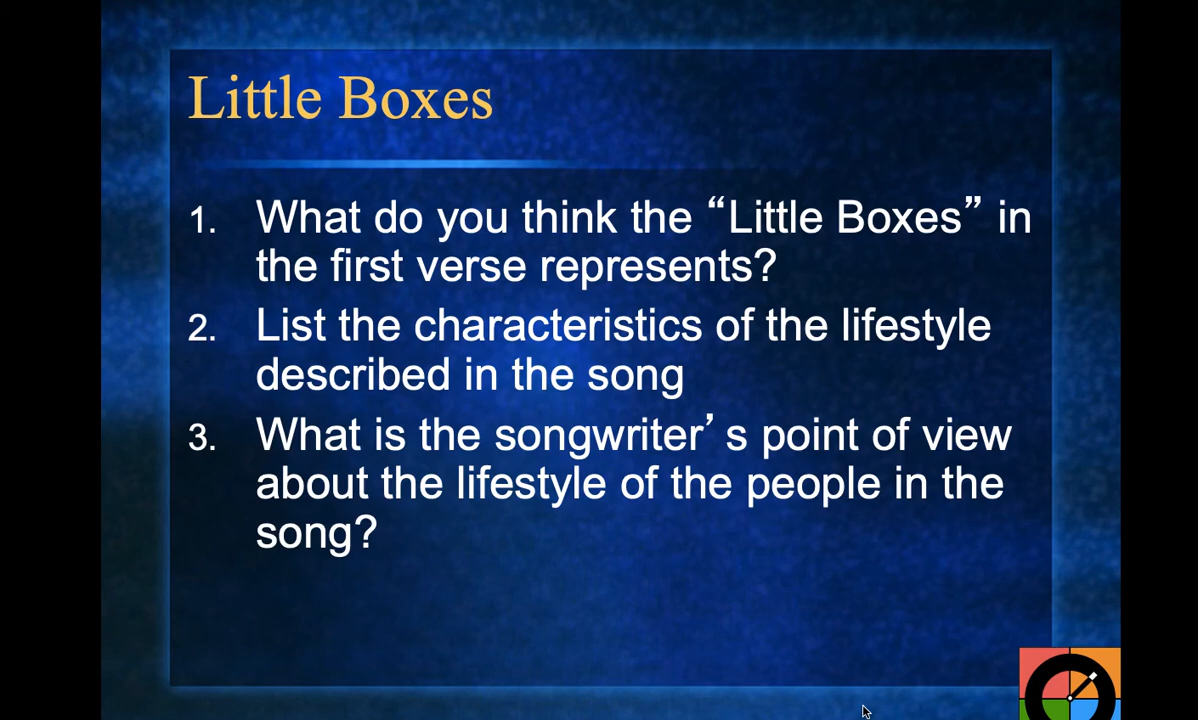 Little Boxes
1. What do you think the “Little Boxes” in
the first verse represents?
2. List the characteristics of the lifestyle
described in the song
3. What is the songwriter’s point of view
about the lifestyle of the people in the
song?